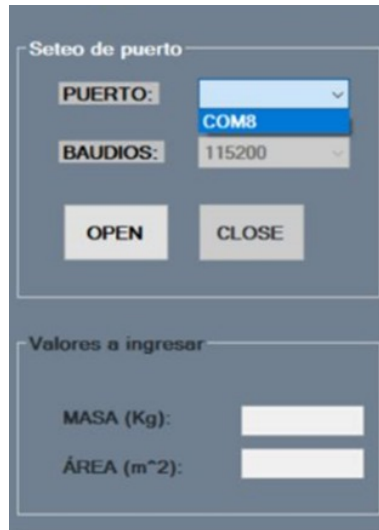 Seteo de puerto
PUERTO:
COM8
BAUDIOS: 115200
OPEN CLOSE
Valores a ingresar
MASA (Kg):
ÁREA (m^2):